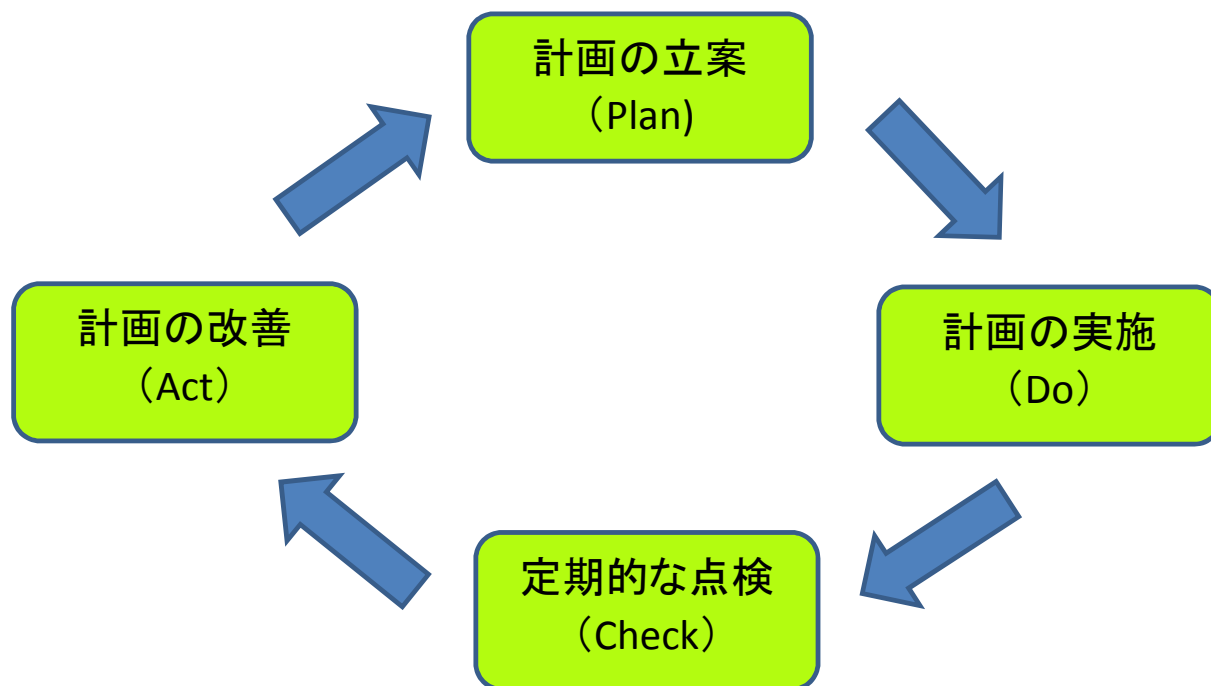 計画の立案
（Plan)
計画の改善
（Act）
計画の実施
（Do）
定期的な点検
（Check）